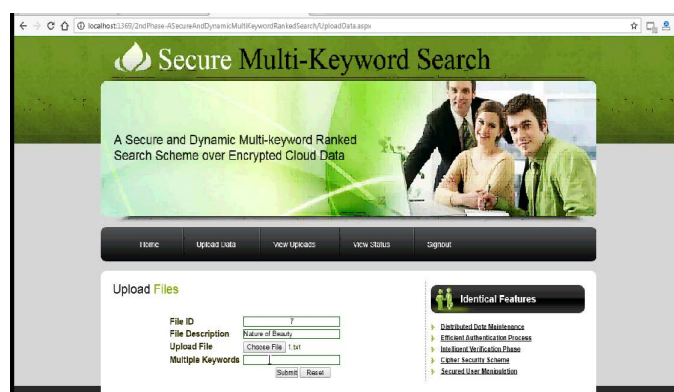 localhost:1369/2ndPhase-ASecureAndDynamicMultiKeywordRankedSearch/UploadData.aspx
Secure Multi-Keyword Search
A Secure and Dynamic Multi-keyword Ranked
Search Scheme over Encrypted Cloud Data
Home Upload Data View Uploads View Status Signout
Upload Files
File ID 7
File Description Nature of Beauty
Upload File Choose File 1.txt
Multiple Keywords
Submit Reset
Identical Features
Distributed Data Maintenance
Efficient Authentication Process
Intelligent Verification Phase
Cipher Security Scheme
Secured User Manipulation